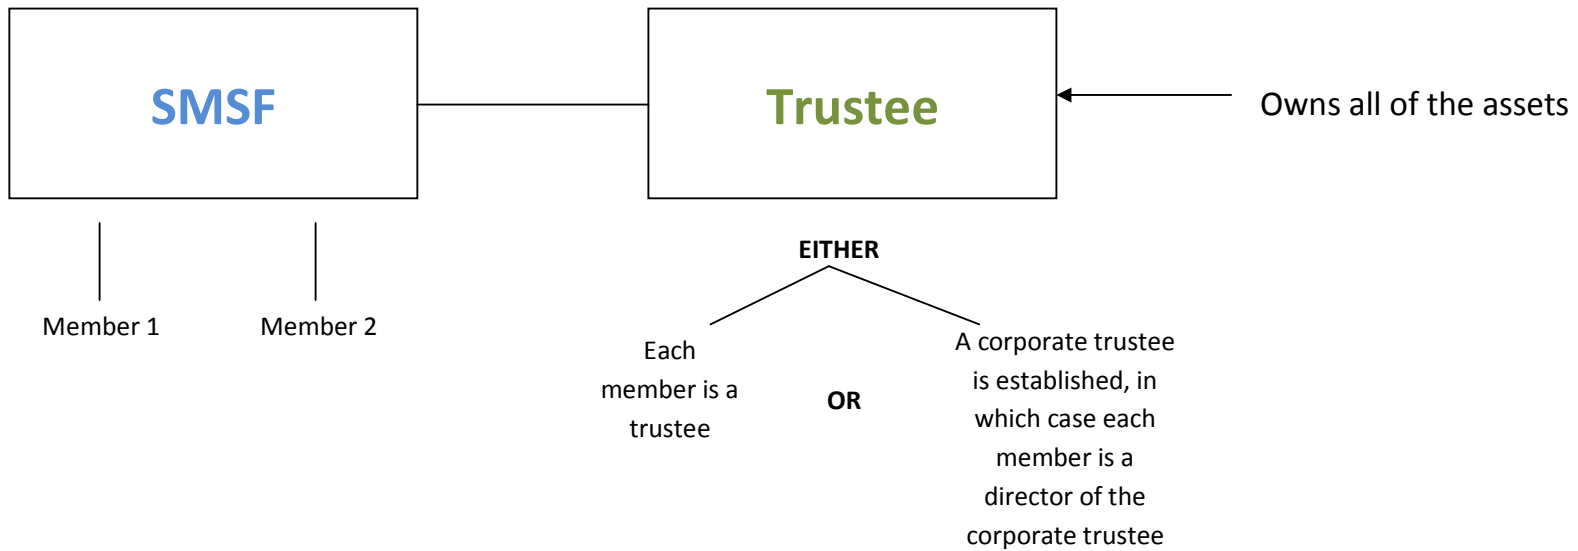 SMSF
Trustee
Owns all of the assets
Member 1
Member 2
EITHER
Each
member is a
trustee
OR
A corporate trustee
is established, in
which case each
member is a
director of the
corporate trustee